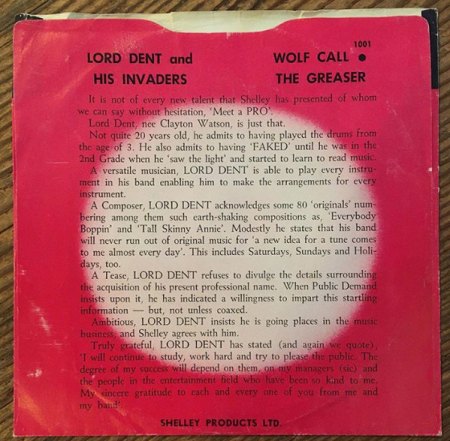 1001
LORD DENT and WOLF CALL ●
HIS INVADERS THE GREASER
It is not of every new talent that Shelley has presented of whom
we can say without hesitation, 'Meet a PRO'.
Lord Dent, nee Clayton Watson, is just that.
Not quite 20 years old, he admits to having played the drums from
the age of 3. He also admits to having 'FAKED' until he was in the
2nd Grade when he 'saw the light' and started to learn to read music.
A versatile musician, LORD DENT is able to play every instru-
ment in his band enabling him to make the arrangements for every
instrument.
A Composer, LORD DENT acknowledges some 80 'originals' num-
bering among them such earth-shaking compositions as, 'Everybody
Boppin' and 'Tall Skinny Annie'. Modestly he states that his band
will never run out of original music for 'a new idea for a tune comes
to me almost every day'. This includes Saturdays, Sundays and Holi-
days, too.
A Tease, LORD DENT refuses to divulge the details surrounding
the acquisition of his present professional name. When Public Demand
insists upon it, he has indicated a willingness to impart this startling
information — but, not unless coaxed.
Ambitious, LORD DENT insists he is going places in the music
business, and Shelley agrees with him.
Truly grateful, LORD DENT has stated (and again we quote),
'I will continue to study, work hard and try to please the public. The
degree of my success will depend on them, on my managers (sic) and
the people in the entertainment field who have been so kind to me.
My sincere gratitude to each and every one of you from me and
my band'.
SHELLEY PRODUCTS LTD.